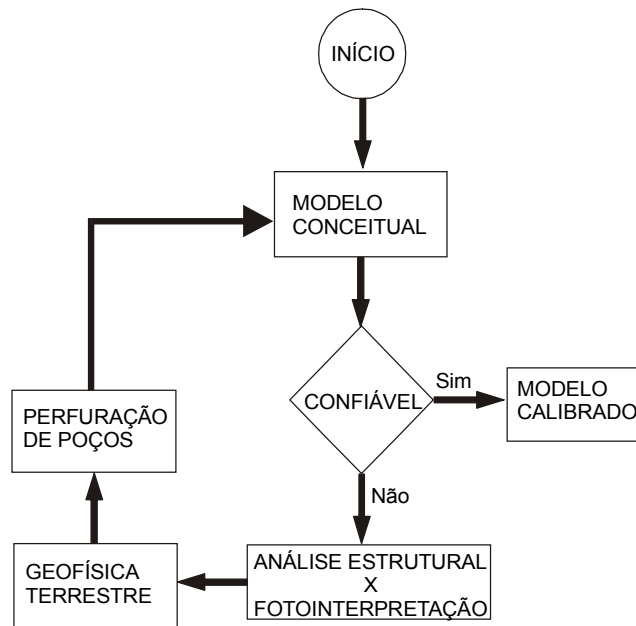 INÍCIO
MODELO
CONCEITUAL
CONFIÁVEL
Sim
MODELO
CALIBRADO
Não
ANÁLISE ESTRUTURAL
X
FOTOINTERPRETAÇÃO
GEOFÍSICA
TERRESTRE
PERFURAÇÃO
DE POÇOS